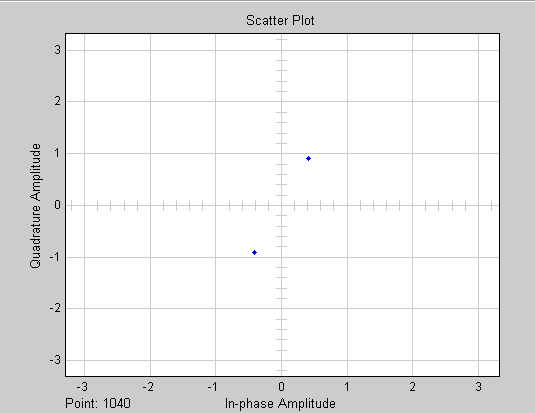 Scatter Plot
3
2
1
0
-1
-2
-3
Quadrature Amplitude
-3 -2 -1 0 1 2 3
Point: 1040 In-phase Amplitude